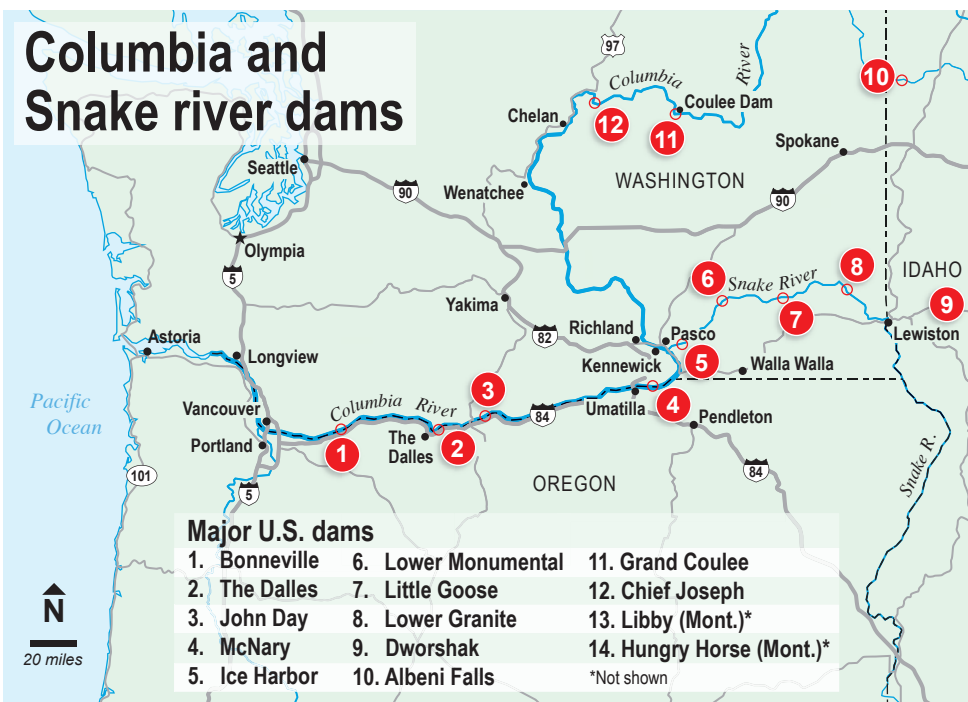 Columbia and
Snake river dams
97
Columbia
River
10
Coulee Dam
Chelan
12
11
Spokane
Seattle
WASHINGTON
90
Wenatchee
90
Olympia
5
6
Snake River
8
IDAHO
9
7
Yakima
Richland
Pasco
Lewiston
82
Astoria
Longview
Kennewick
5
Walla Walla
3
Pacific
Ocean
Vancouver
Columbia River
84
Umatilla
4
Pendleton
Portland
1
The
Dalles
2
Snake R.
101
5
OREGON
84
Major U.S. dams
1. Bonneville
2. The Dalles
3. John Day
4. McNary
5. Ice Harbor
6. Lower Monumental
7. Little Goose
8. Lower Granite
9. Dworshak
10. Albeni Falls
11. Grand Coulee
12. Chief Joseph
13. Libby (Mont.)*
14. Hungry Horse (Mont.)*
*Not shown
N
20 miles